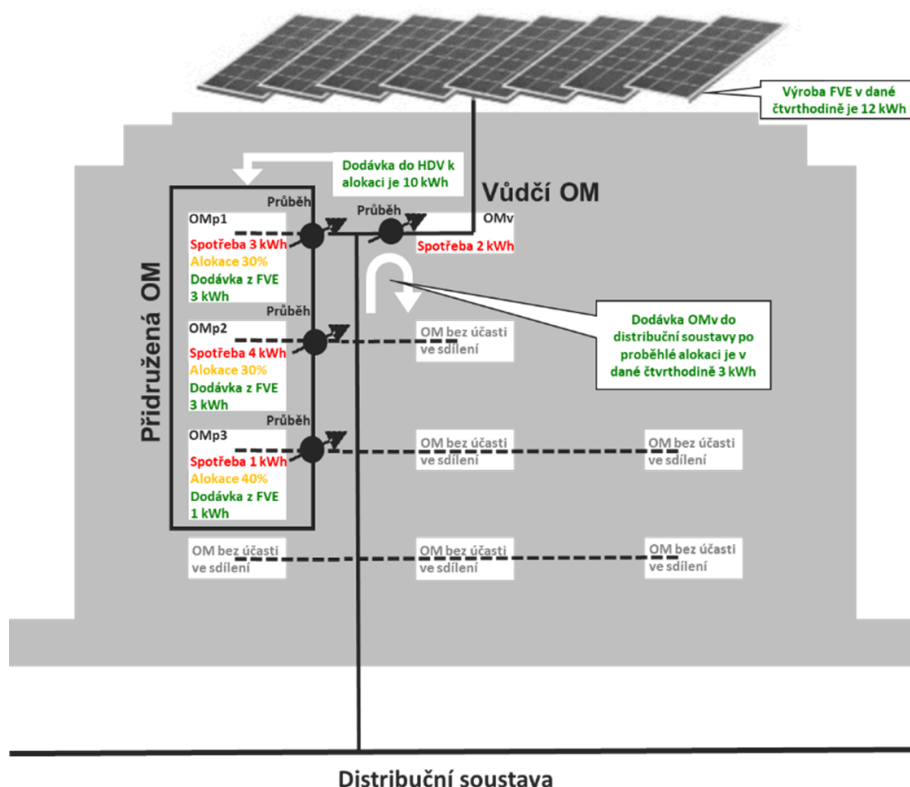 Výroba FVE v dané
čtvrthodině je 12 kWh
Dodávka do HDV k
alokaci je 10 kWh
Vůdčí OM
Průběh
Průběh
OMp1
OMv
Spotřeba 3 kWh
Spotřeba 2 kWh
Alokace 30%
Dodávka z FVE
3 kWh
Přidružená OM
Průběh
OMp2
Spotřeba 4 kWh
Alokace 30%
Dodávka z FVE
3 kWh
OM bez účasti
ve sdílení
Dodávka OMv do
distribuční soustavy po
proběhlé alokaci je v
dané čtvrthodině 3 kWh
Průběh
OMp3
Spotřeba 1 kWh
Alokace 40%
Dodávka z FVE
1 kWh
OM bez účasti
ve sdílení
OM bez účasti
ve sdílení
OM bez účasti
ve sdílení
OM bez účasti
ve sdílení
OM bez účasti
ve sdílení
Distribuční soustava